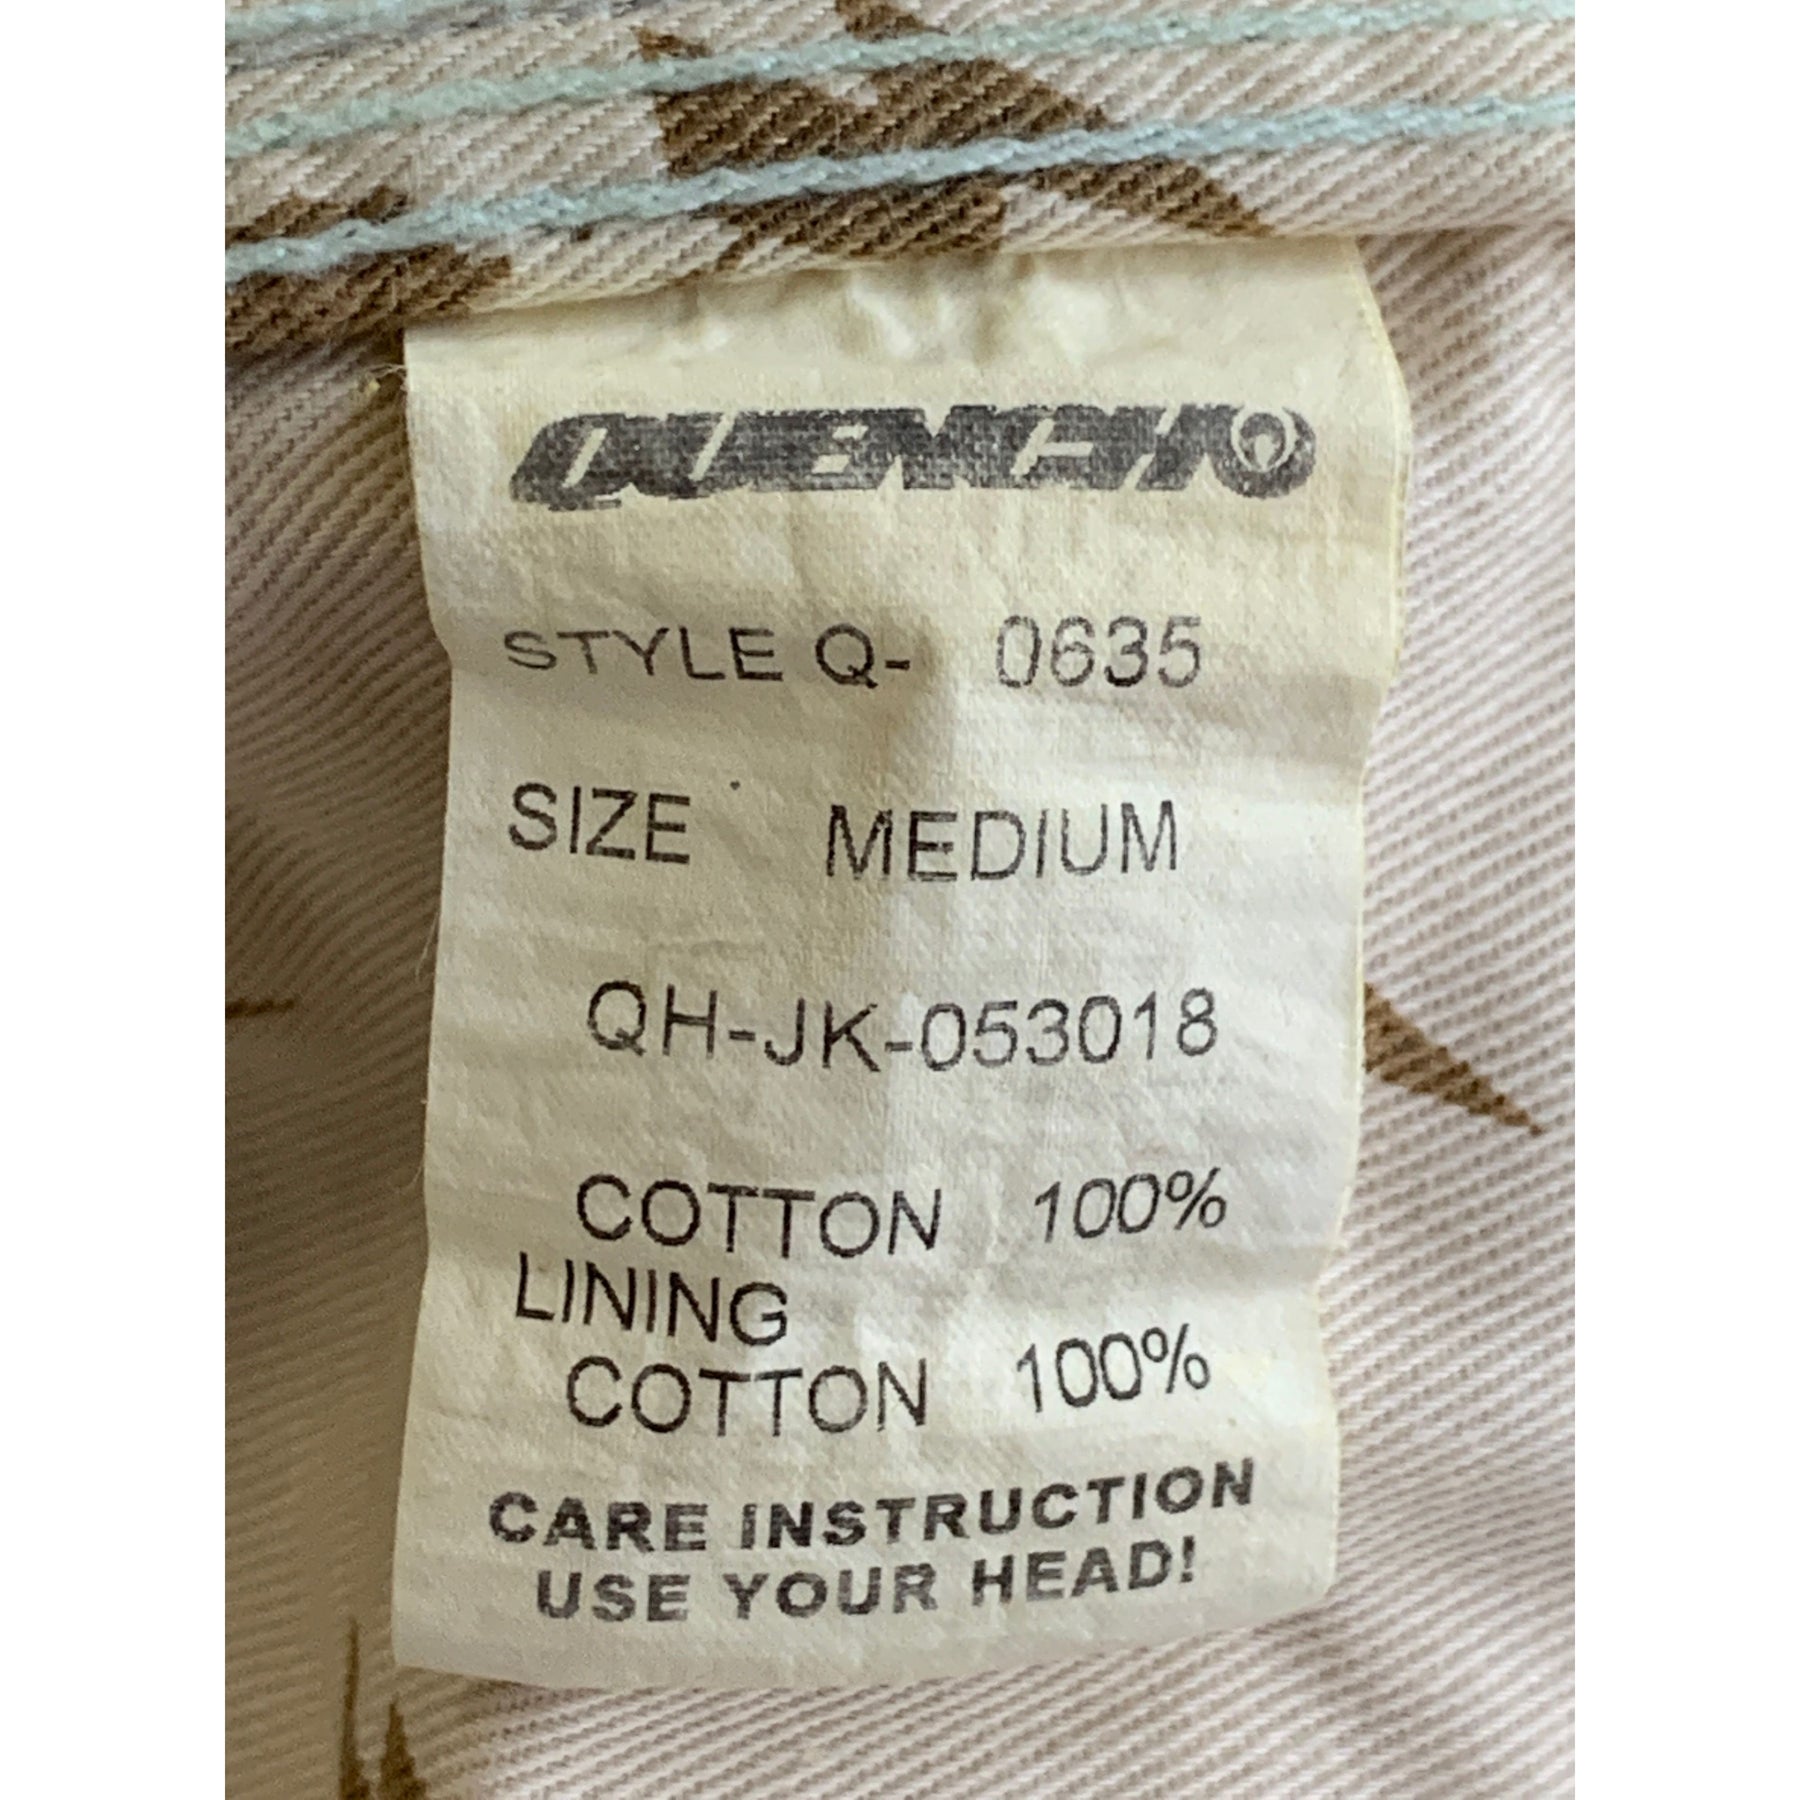 QUENCH
STYLE Q- 0635
SIZE MEDIUM
QH-JK-053018
COTTON 100%
LINING
COTTON 100%
CARE INSTRUCTION
USE YOUR HEAD!